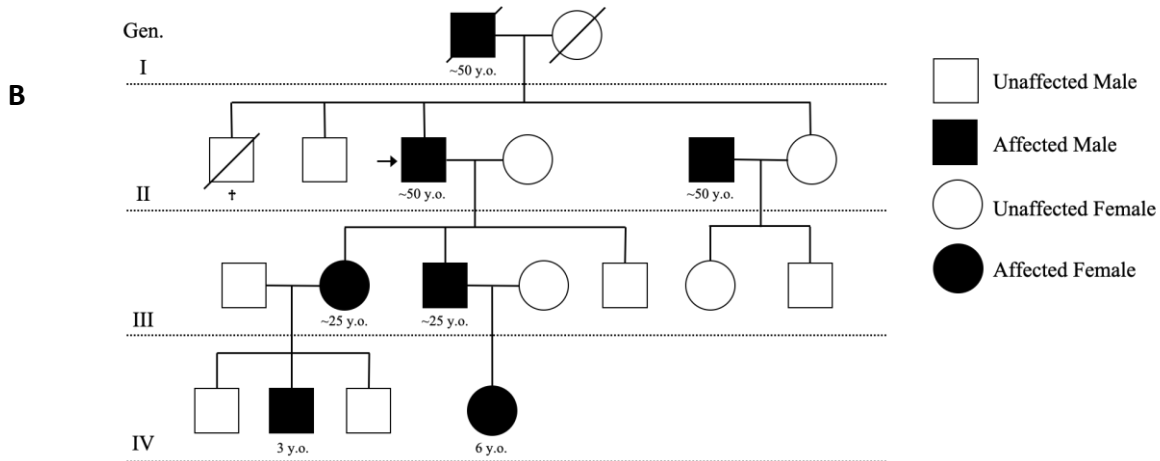 Gen.
I
~50 y.o.
B
Unaffected Male
Affected Male
†
~50 y.o.
~50 y.o.
II
Unaffected Female
Affected Female
~25 y.o.
~25 y.o.
III
3 y.o.
6 y.o.
IV